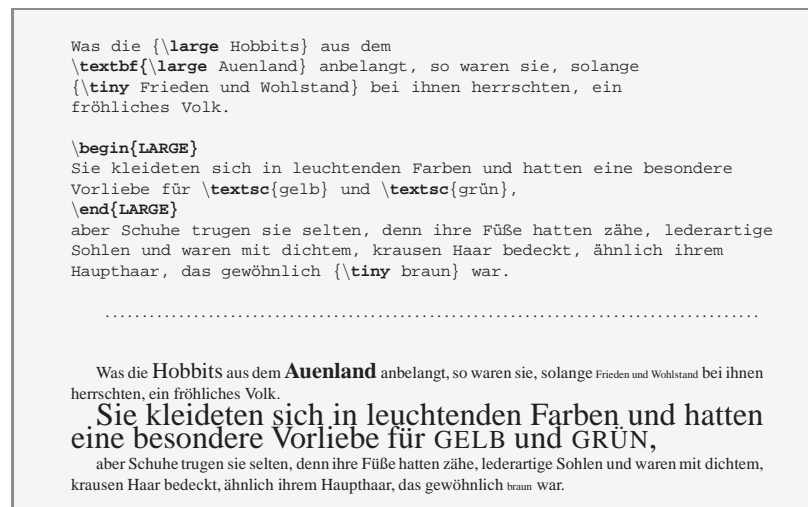 Was die {\large Hobbits} aus dem
\textbf{\large Auenland} anbelangt, so waren sie, solange
{\tiny Frieden und Wohlstand} bei ihnen herrschten, ein
fröhliches Volk.
\begin{LARGE}
Sie kleideten sich in leuchtenden Farben und hatten eine besondere
Vorliebe für \textsc{gelb} und \textsc{grün},
\end{LARGE}
aber Schuhe trugen sie selten, denn ihre Füße hatten zähe, lederartige
Sohlen und waren mit dichtem, krausen Haar bedeckt, ähnlich ihrem
Haupthaar, das gewöhnlich {\tiny braun} war.
Was die Hobbits aus dem Auenland anbelangt, so waren sie, solange Frieden und Wohlstand bei ihnen
herrschten, ein fröhliches Volk.
Sie kleideten sich in leuchtenden Farben und hatten
eine besondere Vorliebe für GELB und GRÜN,
aber Schuhe trugen sie selten, denn ihre Füße hatten zähe, lederartige Sohlen und waren mit dichtem,
krausen Haar bedeckt, ähnlich ihrem Haupthaar, das gewöhnlich braun war.